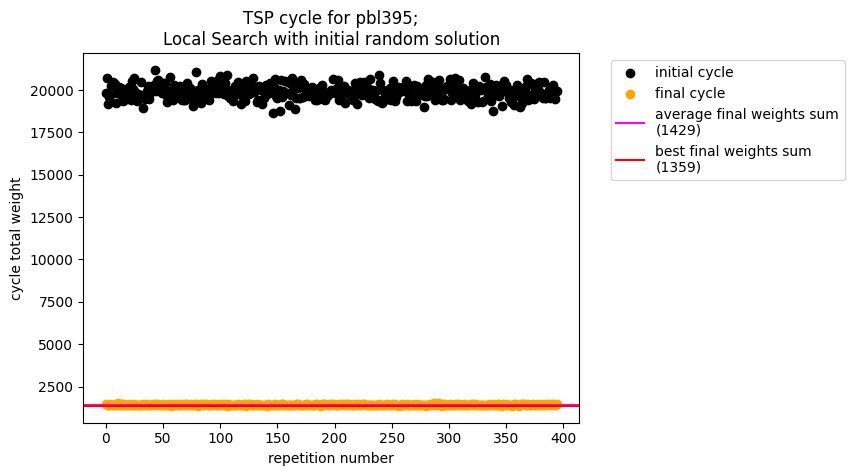 TSP cycle for pbl395;
Local Search with initial random solution
initial cycle
final cycle
average final weights sum
(1429)
best final weights sum
(1359)
cycle total weight
20000
17500
15000
12500
10000
7500
5000
2500
0 50 100 150 200 250 300 350 400
repetition number